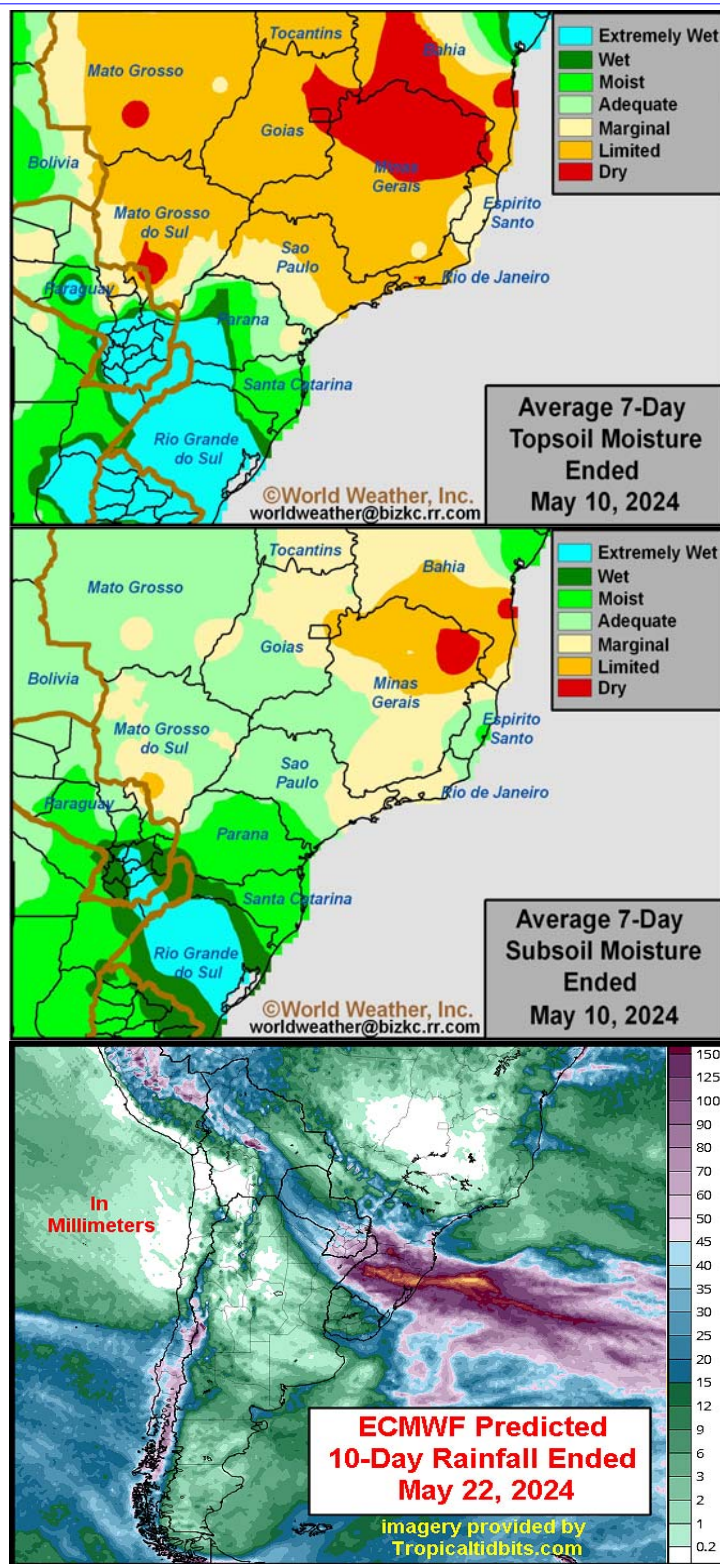 Tocantins
Bahia
Mato Grosso
Goias
Bolivia
Minas
Gerais
Mato Grosso
do Sul
Espirito
Santo
Sao
Paulo
Rio de Janeiro
Paraguay
Parana
Santa Catarina
Rio Grande
do Sul
Extremely Wet
Wet
Moist
Adequate
Marginal
Limited
Dry
Average 7-Day
Topsoil Moisture
Ended
May 10, 2024
©World Weather, Inc.
worldweather@bizkc.rr.com
Tocantins
Bahia
Mato Grosso
Goias
Bolivia
Minas
Gerais
Mato Grosso
do Sul
Espirito
Santo
Sao
Paulo
Rio de Janeiro
Paraguay
Parana
Santa Catarina
Rio Grande
do Sul
Extremely Wet
Wet
Moist
Adequate
Marginal
Limited
Dry
Average 7-Day
Subsoil Moisture
Ended
May 10, 2024
©World Weather, Inc.
worldweather@bizkc.rr.com
In
Millimeters
150
125
100
90
80
70
60
50
45
40
35
30
25
20
15
12
9
6
3
2
1
0.2
ECMWF Predicted
10-Day Rainfall Ended
May 22, 2024
imagery provided by
Tropicaltidbits.com